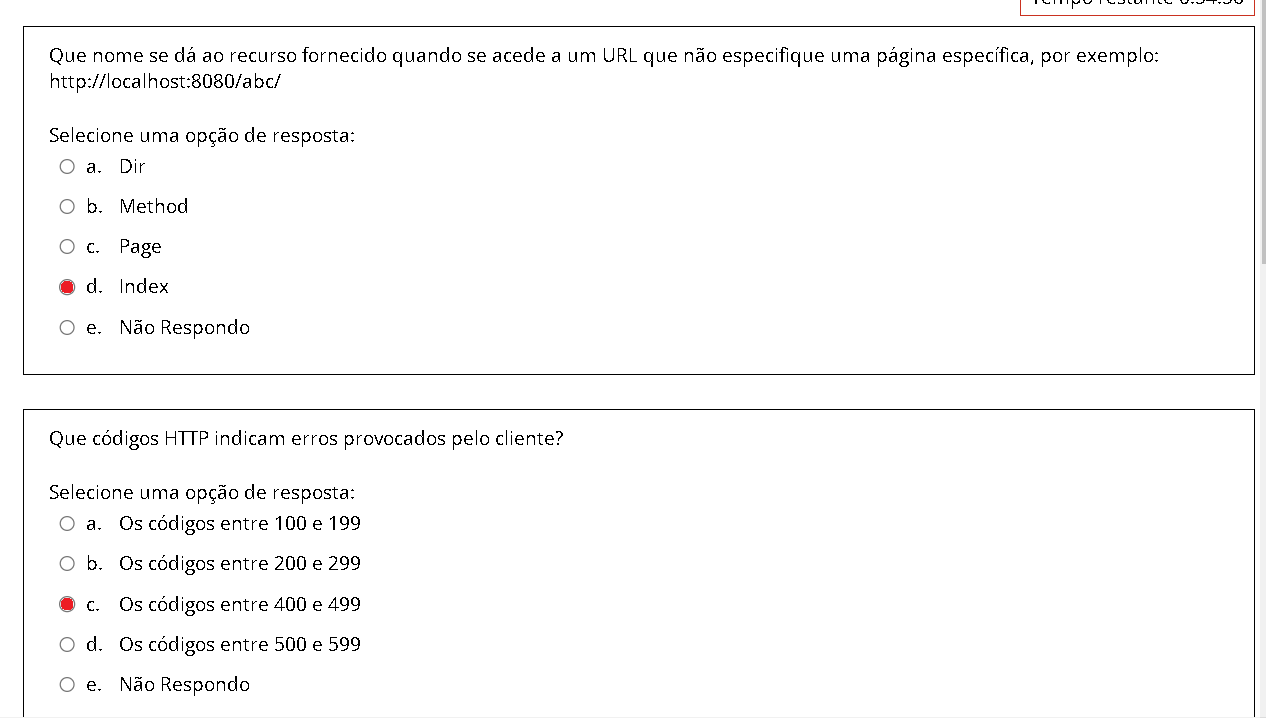 Tempo restante 0:34:56
Que nome se dá ao recurso fornecido quando se acede a um URL que não especifique uma página específica, por exemplo:
http://localhost:8080/abc/
Selecione uma opção de resposta:
a. Dir
b. Method
c. Page
d. Index
e. Não Respondo
Que códigos HTTP indicam erros provocados pelo cliente?
Selecione uma opção de resposta:
a. Os códigos entre 100 e 199
b. Os códigos entre 200 e 299
c. Os códigos entre 400 e 499
d. Os códigos entre 500 e 599
e. Não Respondo